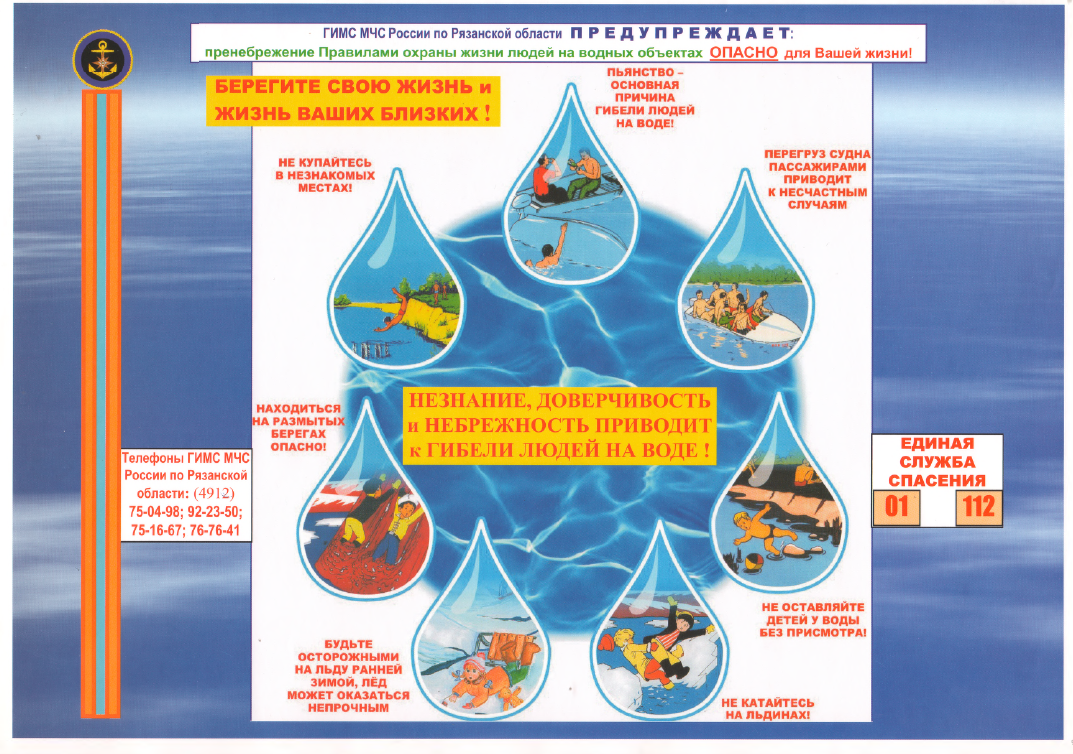 ГИМС МЧС России по Рязанской области ПРЕДУПРЕЖДАЕТ:
пренебрежение Правилами охраны жизни людей на водных объектах ОПАСНО для Вашей жизни!
БЕРЕГИТЕ СВОЮ ЖИЗНЬ и
ЖИЗНЬ ВАШИХ БЛИЗКИХ !
ПЬЯНСТВО –
ОСНОВНАЯ
ПРИЧИНА
ГИБЕЛИ ЛЮДЕЙ
НА ВОДЕ!
НЕ КУПАЙТЕСЬ
В НЕЗНАКОМЫХ
МЕСТАХ!
ПЕРЕГРУЗ СУДНА
ПАССАЖИРАМИ
ПРИВОДИТ
К НЕСЧАСТНЫМ
СЛУЧАЯМ
НЕЗНАНИЕ, ДОВЕРЧИВОСТЬ
и НЕБРЕЖНОСТЬ ПРИВОДИТ
к ГИБЕЛИ ЛЮДЕЙ НА ВОДЕ !
НАХОДИТЬСЯ
НА РАЗМЫТЫХ
БЕРЕГАХ
ОПАСНО!
Телефоны ГИМС МЧС
России по Рязанской
области: (4912)
75-04-98; 92-23-50;
75-16-67; 76-76-41
ЕДИНАЯ
СЛУЖБА
СПАСЕНИЯ
01 112
НЕ ОСТАВЛЯЙТЕ
ДЕТЕЙ У ВОДЫ
БЕЗ ПРИСМОТРА!
БУДЬТЕ
ОСТОРОЖНЫМИ
НА ЛЬДУ РАННЕЙ
ЗИМОЙ, ЛЁД
МОЖЕТ ОКАЗАТЬСЯ
НЕПРОЧНЫМ
НЕ КАТАЙТЕСЬ
НА ЛЬДИНАХ!